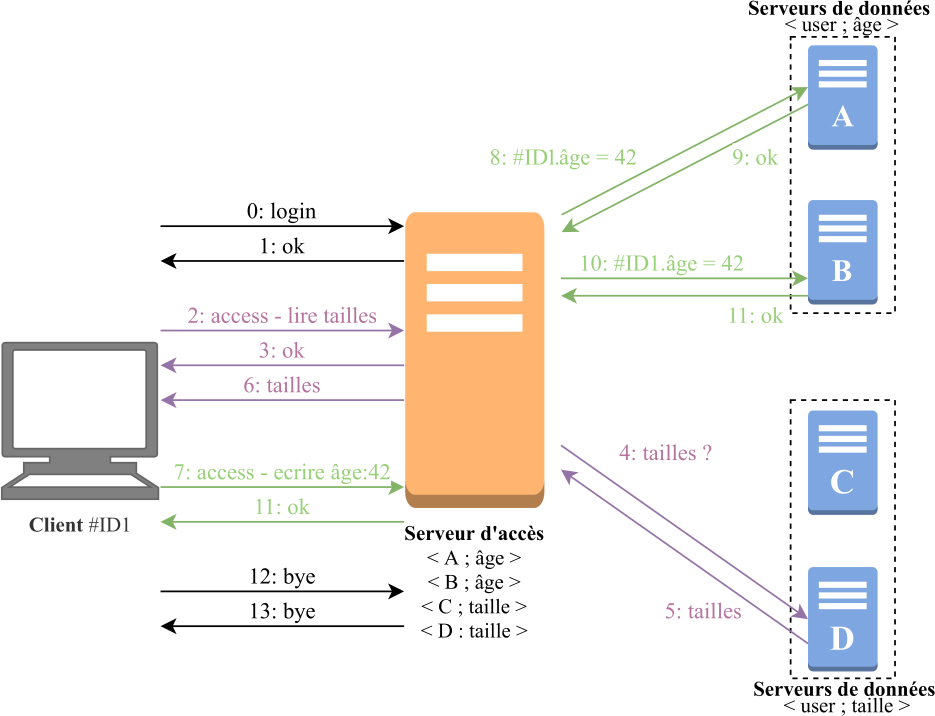 Serveurs de données
< user ; âge >
A
8: #IDl.âge = 42
9: ok
B
10: #ID1.âge = 42
11: ok
0: login
1: ok
2: access - lire tailles
3: ok
6: tailles
7: access - ecrire âge:42
11: ok
12: bye
13: bye
Client #ID1
Serveur d'accès
< A ; âge >
< B ; âge >
< C ; taille >
< D : taille >
4: tailles ?
5: tailles
C
D
Serveurs de données
< user ; taille >